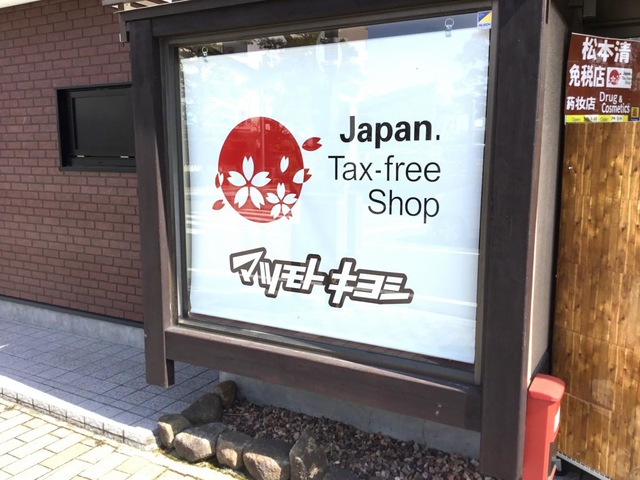 Japan.
Tax-free
Shop
マツモトキヨシ
松本清
免税店
药妆店
Drug &
Cosmetics